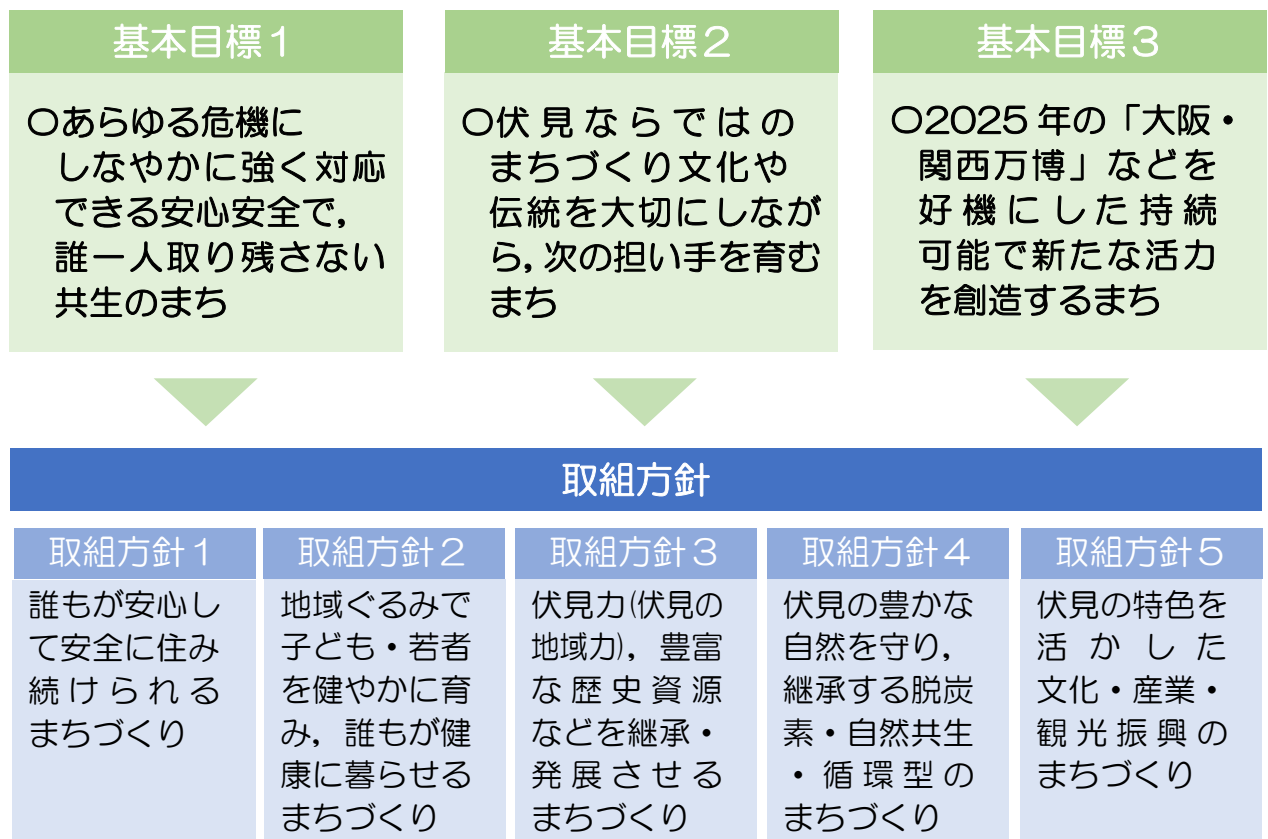 基本目標１
○あらゆる危機に
しなやかに強く対応
できる安心安全で，
誰一人取り残さない
共生のまち
基本目標２
○伏見ならではの
まちづくり文化や
伝統を大切にしなが
ら，次の担い手を育む
まち
基本目標３
○2025年の「大阪・
関西万博」などを
好機にした持続
可能で新たな活力
を創造するまち
取組方針
取組方針１
誰もが安心し
て安全に住み
続けられる
まちづくり
取組方針２
地域ぐるみで
子ども・若者
を健やかに育
み，誰もが健
康に暮らせる
まちづくり
取組方針３
伏見力(伏見の
地域力)，豊富
な歴史資源
などを継承・
発展させる
まちづくり
取組方針４
伏見の豊かな
自然を守り，
継承する脱炭
素・自然共生
・循環型の
まちづくり
取組方針５
伏見の特色を
活かした
文化・産業・
観光振興の
まちづくり